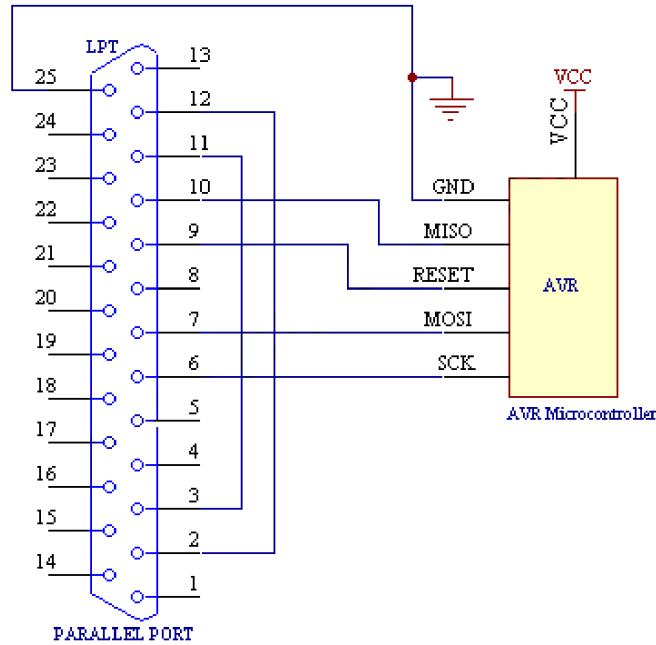 LPT
13
25
12
24
11
23
10
22
9
21
8
20
7
19
6
18
5
17
4
16
3
15
2
14
1
PARALLEL PORT
VCC
VCC
GND
MISO
RESET
MOSI
SCK
AVR
AVR Microcontroller